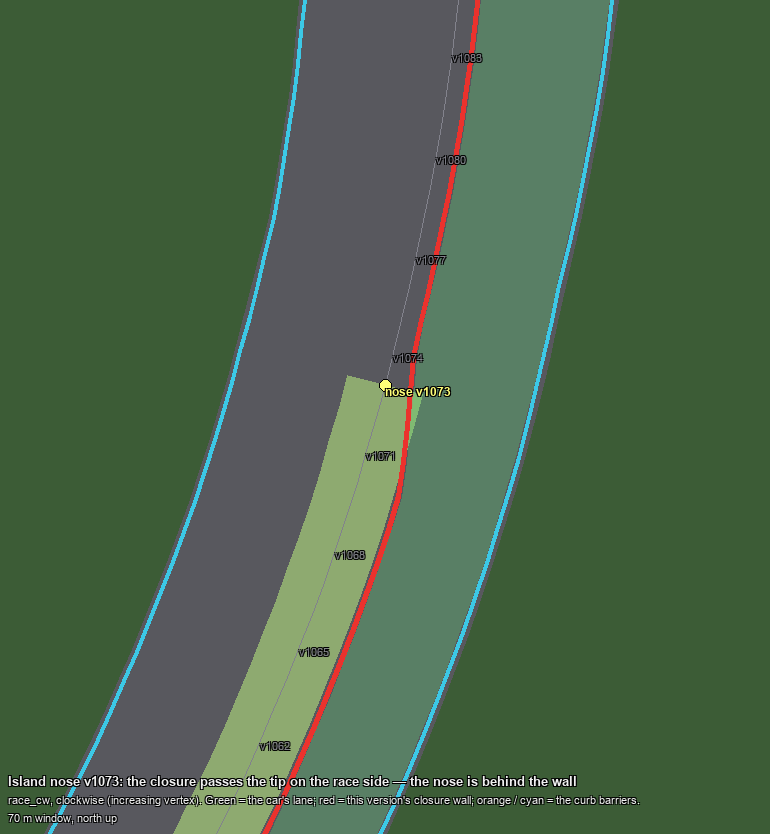 v1083
v1080
v1077
v1074
nose v1073
v1071
v1068
v1065
v1062
Island nose v1073: the closure passes the tip on the race side — the nose is behind the wall
race_cw, clockwise (increasing vertex). Green = the car's lane; red = this version's closure wall; orange / cyan = the curb barriers.
70 m window, north up